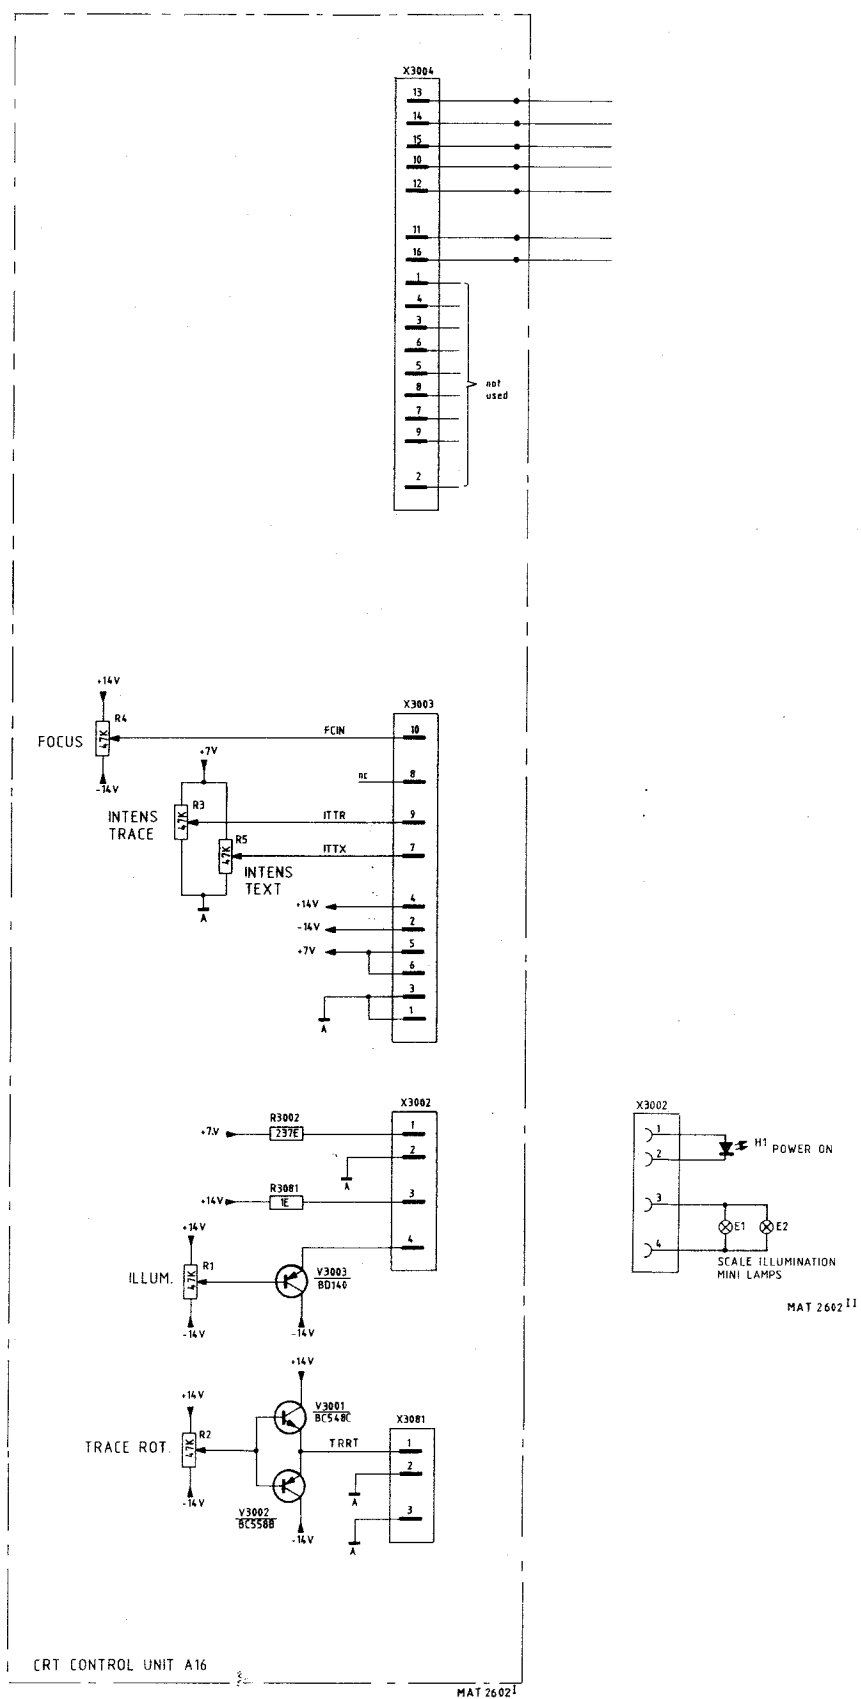 X3004
13
14
15
10
12
11
16
1
4
3
6
5
8
7
9
2
not
used
+14V
R4
47K
FOCUS
-14V
FCIN
X3003
10
+7V
nc
8
R3
47K
INTENS
TRACE
ITTR
9
R5
47K
INTENS
TEXT
ITTX
7
A
+14V
4
-14V
2
+7V
5
6
3
A
1
X3002
R3002
+7V
237E
1
2
A
R3081
+14V
1E
3
4
+14V
R1
47K
ILLUM.
-14V
V3003
BD140
-14V
X3002
1
2
H1 POWER ON
3
E1
E2
4
SCALE ILLUMINATION
MINI LAMPS
MAT 2602 II
+14V
V3001
BC548C
+14V
R2
47K
TRACE ROT.
-14V
TRRT
X3081
1
2
A
3
A
V3002
BC558B
-14V
CRT CONTROL UNIT A16
MAT 2602 I